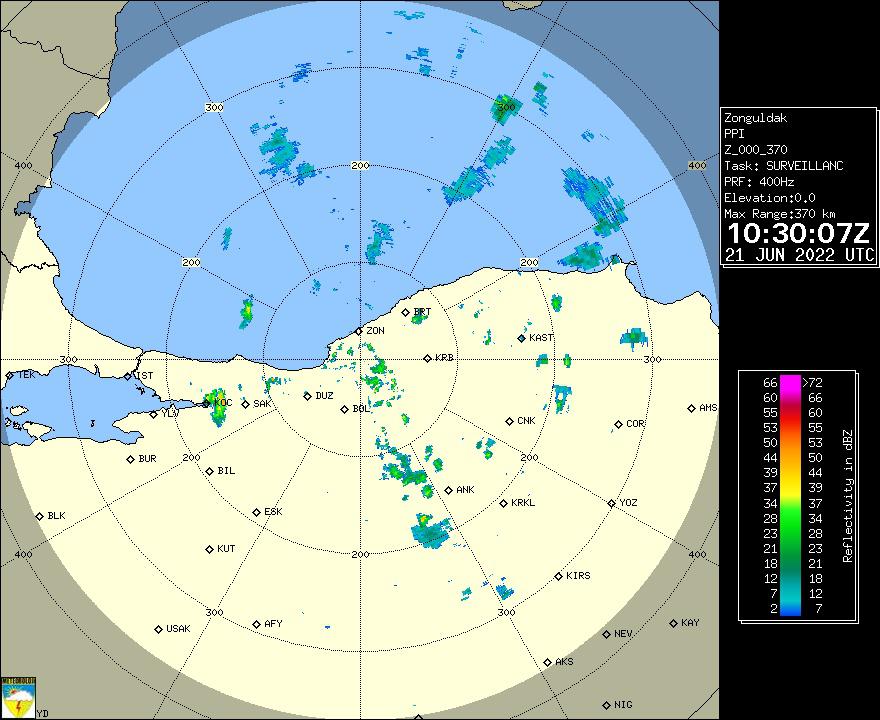 Zonguldak
PPI
Z_000_370
Task: SURVEILLANC
PRF: 400Hz
Elevation:0.0
Max Range:370 km
10:30:07Z
21 JUN 2022 UTC
66 >72
60 66
55 60
53 55
50 53
44 50
39 44
37 39
34 37
28 34
23 28
21 23
18 21
12 18
7 12
2 7
Reflectivity in dBZ
300
300
400
200
400
200
200
BRT
ZON
KAST
300
KRB
300
TEK
IST
KOC
SAK
DUZ
BOL
AMS
YLV
CNK
COR
BUR
200
200
BIL
ANK
KRKL
YOZ
BLK
ESK
KUT
200
400
400
KIRS
300
300
AFY
USAK
NEV
KAY
AKS
NIG
YD